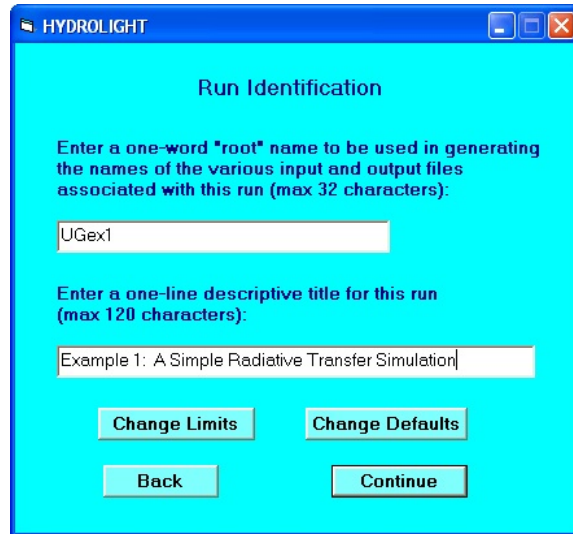 HYDROLIGHT
Run Identification
Enter a one-word "root" name to be used in generating
the names of the various input and output files
associated with this run (max 32 characters):
UGex1
Enter a one-line descriptive title for this run
(max 120 characters):
Example 1:  A Simple Radiative Transfer Simulation
Change Limits Change Defaults
Back Continue